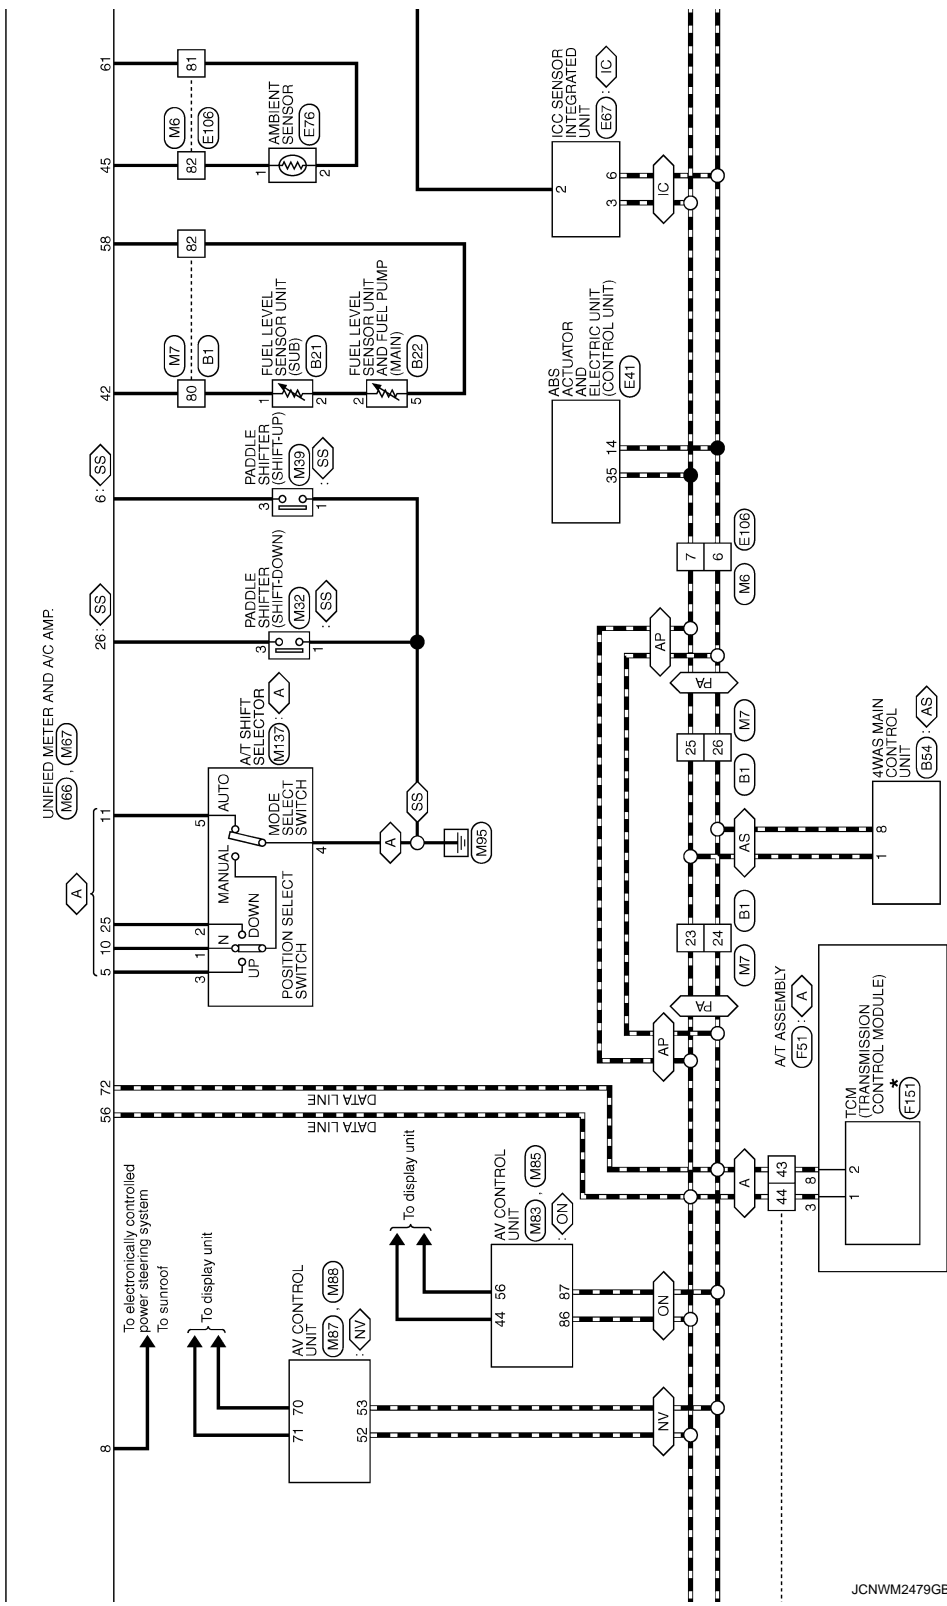 UNIFIED METER AND A/C AMP.
M66 , M67
8
To electronically controlled
power steering system
To sunroof
To display unit
71 70
AV CONTROL
UNIT
M87 , M88
: NV
52 53
NV
To display unit
44 56
AV CONTROL
UNIT
M83 , M85
: ON
86 87
ON
56 72
DATA LINE
DATA LINE
A
5 10 25 11
3 1 2 5
UP
N
DOWN
MANUAL
AUTO
POSITION SELECT
SWITCH
MODE
SELECT
SWITCH
4
A/T SHIFT
SELECTOR
M137 : A
A
SS
M95
26 : SS
3
1
PADDLE
SHIFTER
(SHIFT-DOWN)
M32
: SS
6 : SS
3
1
PADDLE
SHIFTER
(SHIFT-UP)
M39
: SS
42 58
80 82
M7
B1
1
2
FUEL LEVEL
SENSOR UNIT
(SUB)
B21
2
5
FUEL LEVEL
SENSOR UNIT
AND FUEL PUMP
(MAIN)
B22
45 61
82 81
M6
E106
1
2
AMBIENT
SENSOR
E76
ABS
ACTUATOR
AND
ELECTRIC UNIT
(CONTROL UNIT)
E41
35 14
ICC SENSOR
INTEGRATED
UNIT
E67 : IC
2
3 6
IC
AP
PA
23
24
M7
B1
AS
25
26
B1
M7
PA
AP
7
6
M6
E106
A
44 43
3 8
1 2
A/T ASSEMBLY
F51 : A
TCM
(TRANSMISSION
CONTROL MODULE)
*
F151
1 8
4WAS MAIN
CONTROL
UNIT
B54 : AS
JCNWM2479GE